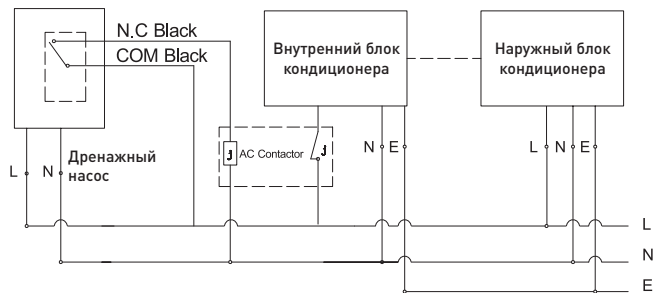 N.C Black
COM Black
Внутренний блок
кондиционера
Наружный блок
кондиционера
J AC Contactor J
L N Дренажный
насос
N E
L N E
L
N
E